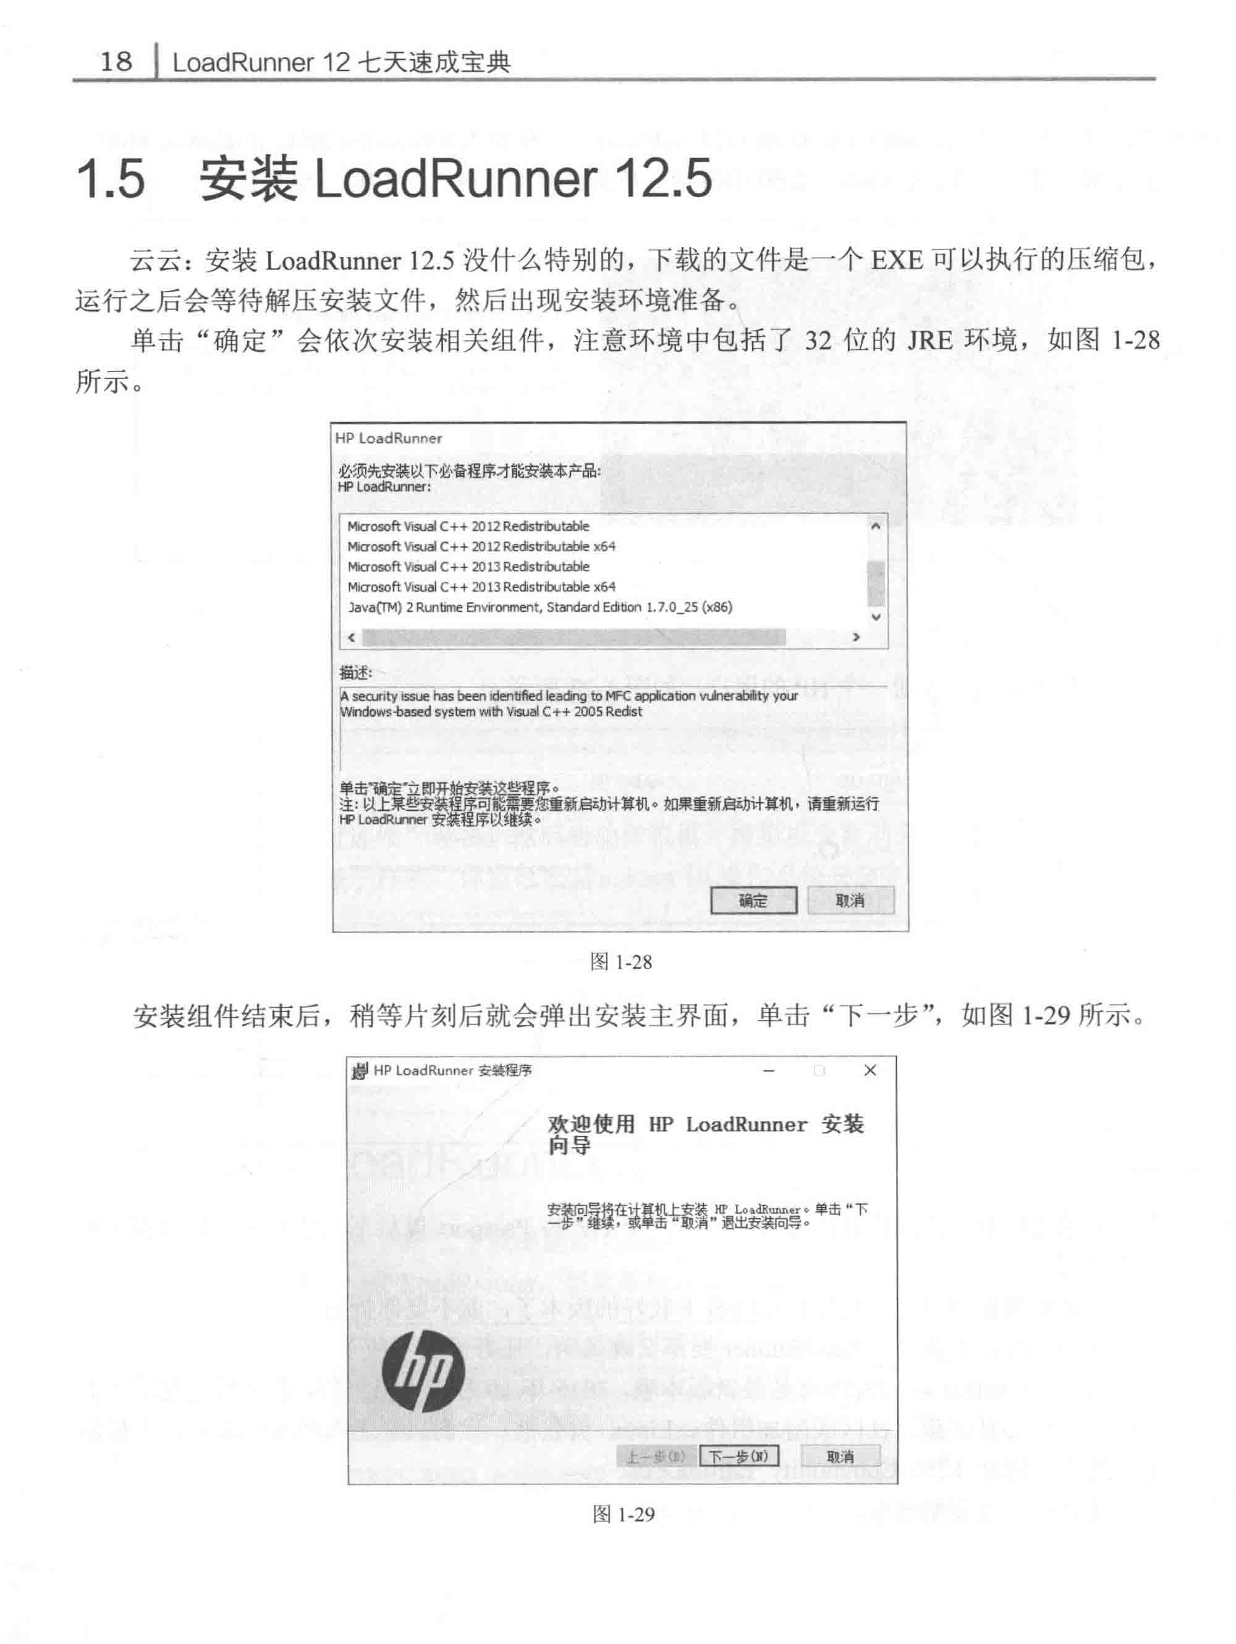 18 LoadRunner 12 七天速成宝典
1.5 安装 LoadRunner 12.5
云云：安装 LoadRunner 12.5 没什么特别的，下载的文件是一个 EXE 可以执行的压缩包，
运行之后会等待解压安装文件，然后出现安装环境准备。
单击“确定”会依次安装相关组件，注意环境中包括了 32 位的 JRE 环境，如图 1-28
所示。
HP LoadRunner
必须先安装以下必备程序才能安装本产品:
HP LoadRunner:
Microsoft Visual C++ 2012 Redistributable
Microsoft Visual C++ 2012 Redistributable x64
Microsoft Visual C++ 2013 Redistributable
Microsoft Visual C++ 2013 Redistributable x64
Java(TM) 2 Runtime Environment, Standard Edition 1.7.0_25 (x86)
描述:
A security issue has been identified leading to MFC application vulnerability your
Windows-based system with Visual C++ 2005 Redist
单击"确定"立即开始安装这些程序。
注: 以上某些安装程序可能需要您重新启动计算机。如果重新启动计算机，请重新运行
HP LoadRunner 安装程序以继续。
确定 取消
图 1-28
安装组件结束后，稍等片刻后就会弹出安装主界面，单击“下一步”，如图 1-29 所示。
HP LoadRunner 安装程序
欢迎使用 HP LoadRunner 安装
向导
安装向导将在计算机上安装 HP LoadRunner。单击“下
一步”继续，或单击“取消”退出安装向导。
hp
上一步(B) 下一步(N) 取消
图 1-29